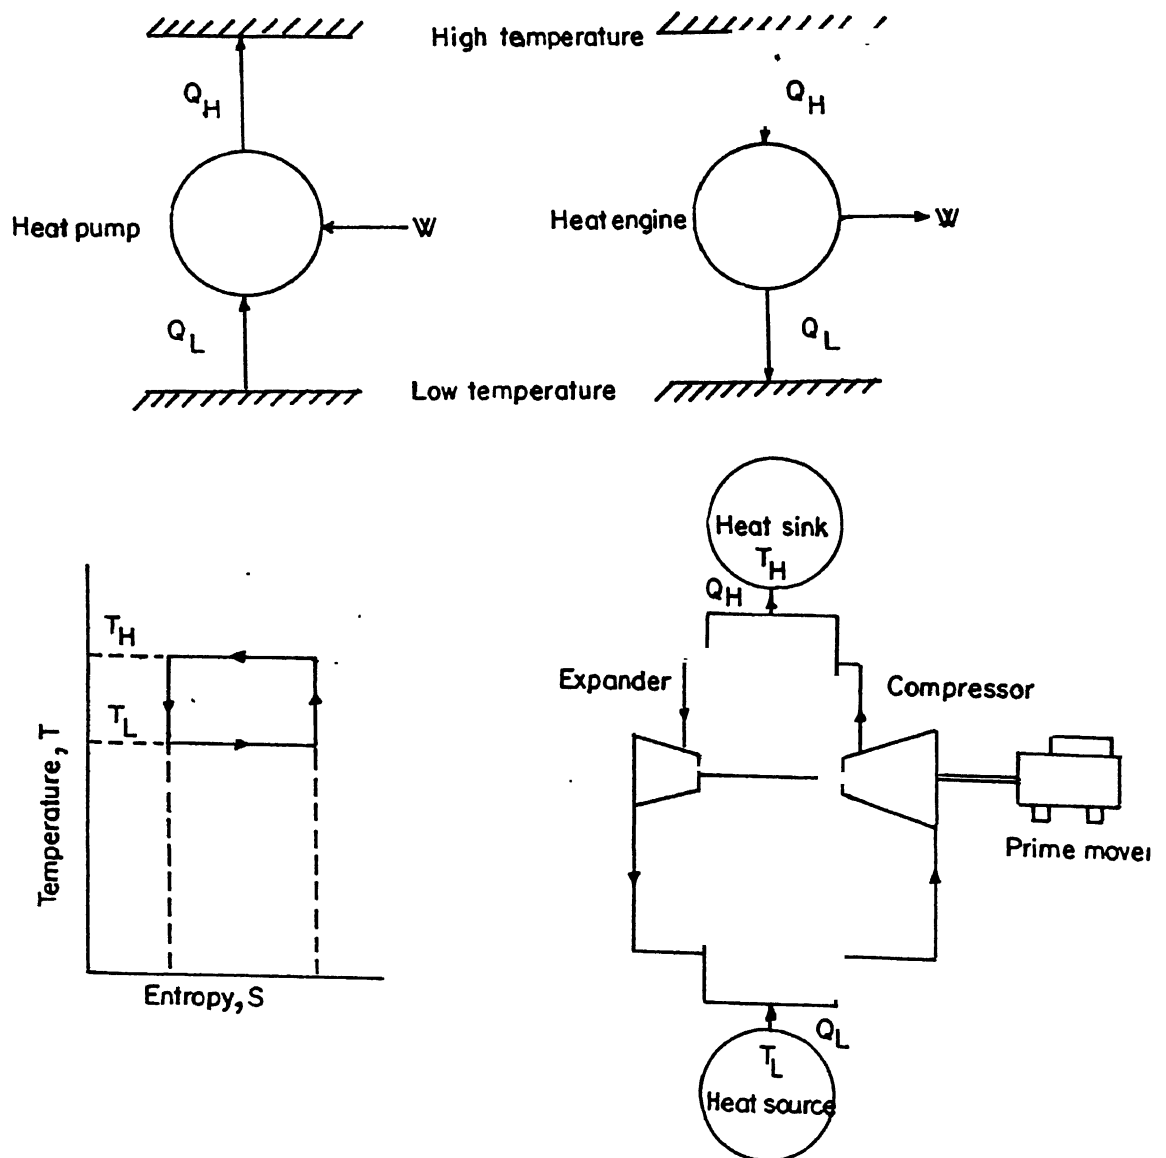 High temperature
Q_H
Q_H
Heat pump
W
Heat engine
W
Q_L
Q_L
Low temperature
Heat sink
T_H
Q_H
T_H
T_L
Temperature, T
Entropy, S
Expander
Compressor
Prime mover
Q_L
T_L
Heat source